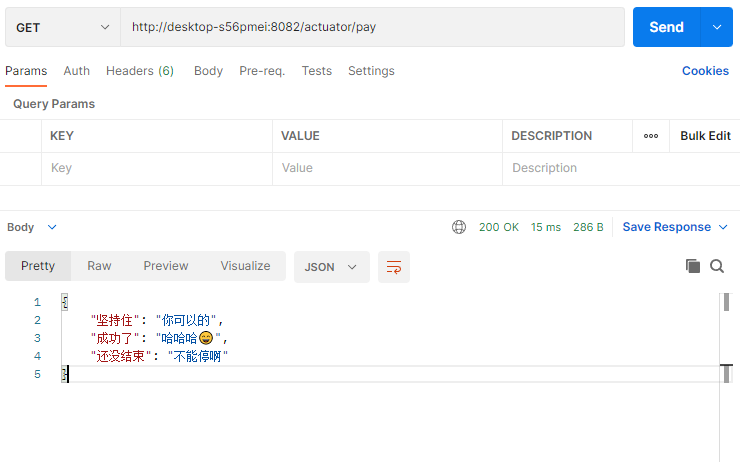 GET http://desktop-s56pmei:8082/actuator/pay Send
Params Auth Headers (6) Body Pre-req. Tests Settings Cookies
Query Params
KEY VALUE DESCRIPTION Bulk Edit
Key Value Description
Body 200 OK 15 ms 286 B Save Response
Pretty Raw Preview Visualize JSON
1 {
2 "坚持住": "你可以的",
3 "成功了": "哈哈哈😄",
4 "还没结束": "不能停啊"
5 }